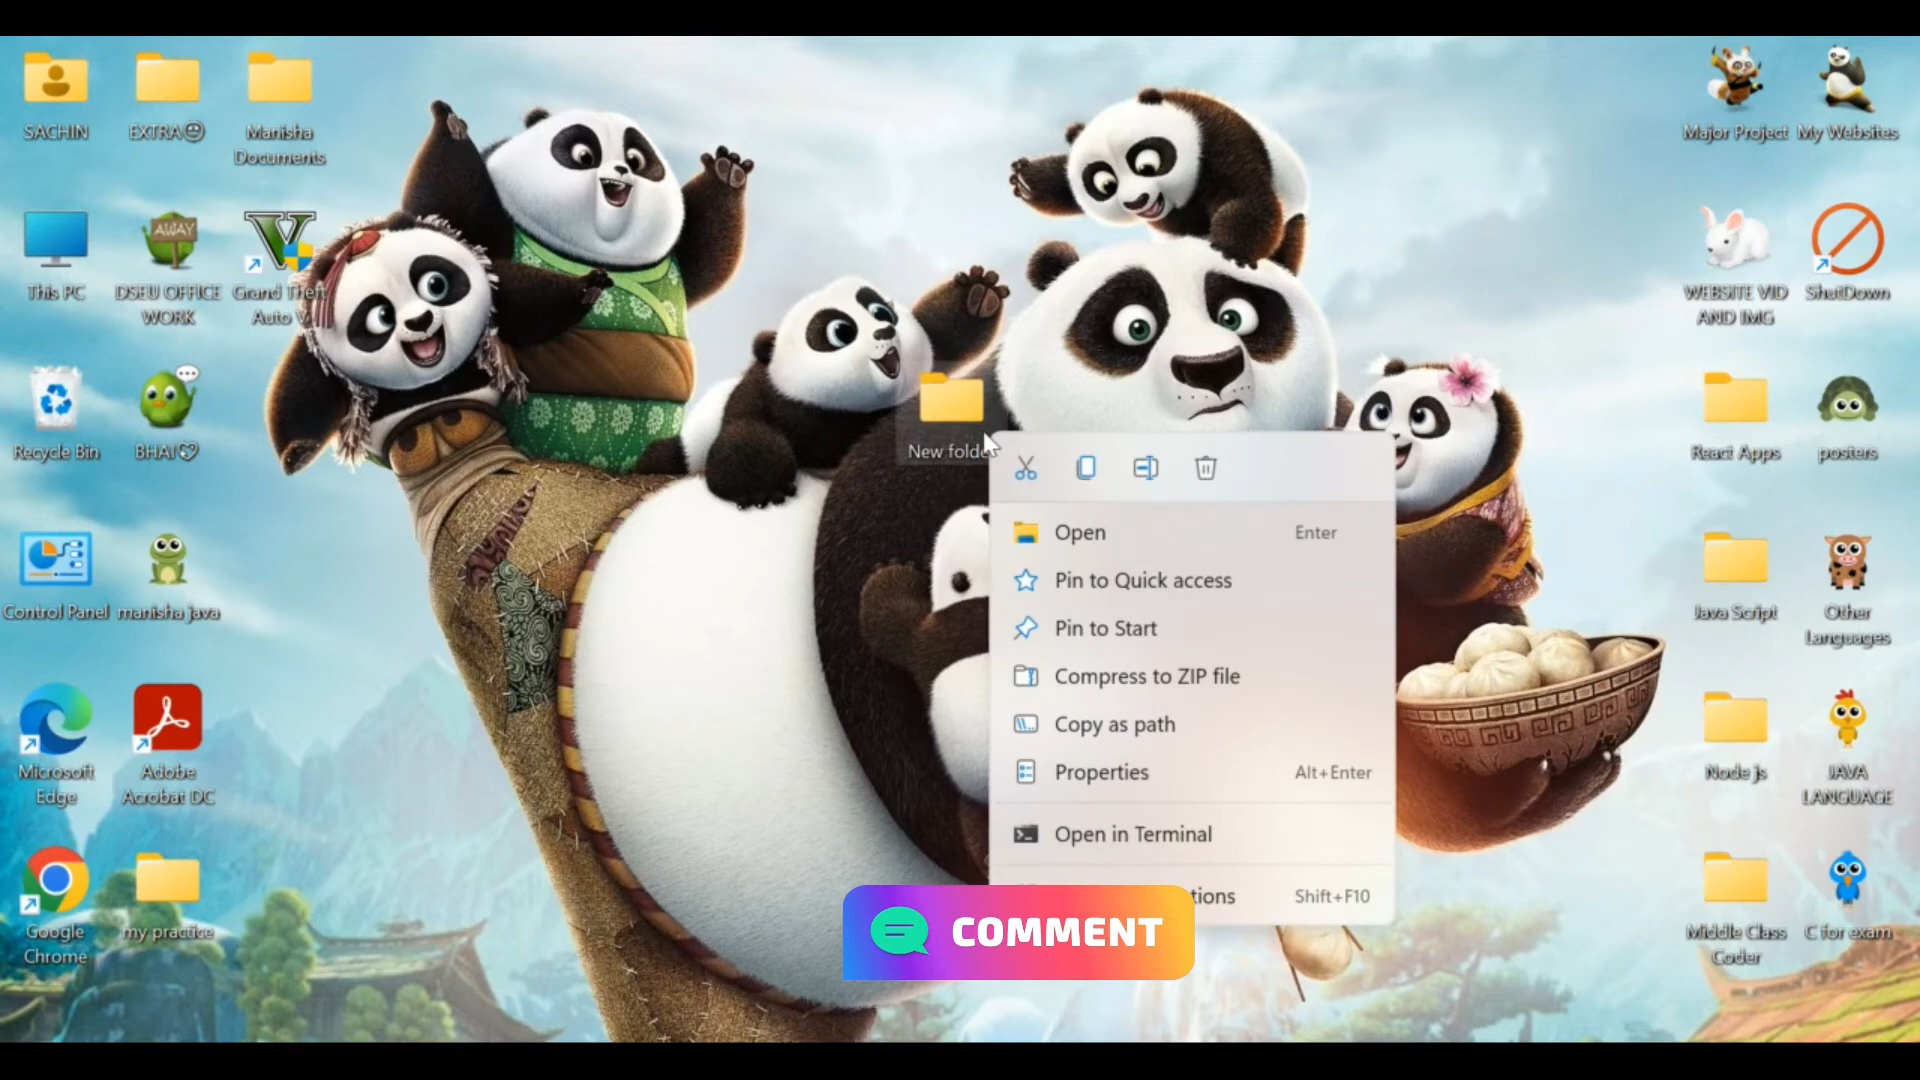 SACHIN
EXTRA
Manisha
Documents
This PC
AWAY
DSEU OFFICE
WORK
V
Grand Theft
Auto V
Recycle Bin
BHAI
Control Panel
manisha java
Microsoft
Edge
Adobe
Acrobat DC
Google
Chrome
my practice
New folde
Open Enter
Pin to Quick access
Pin to Start
Compress to ZIP file
Copy as path
Properties Alt+Enter
Open in Terminal
tions Shift+F10
COMMENT
Major Project
My Websites
WEBSITE VID
AND IMG
ShutDown
React Apps
posters
Java Script
Other
Languages
Node js
JAVA
LANGUAGE
Middle Class
Coder
C for exam